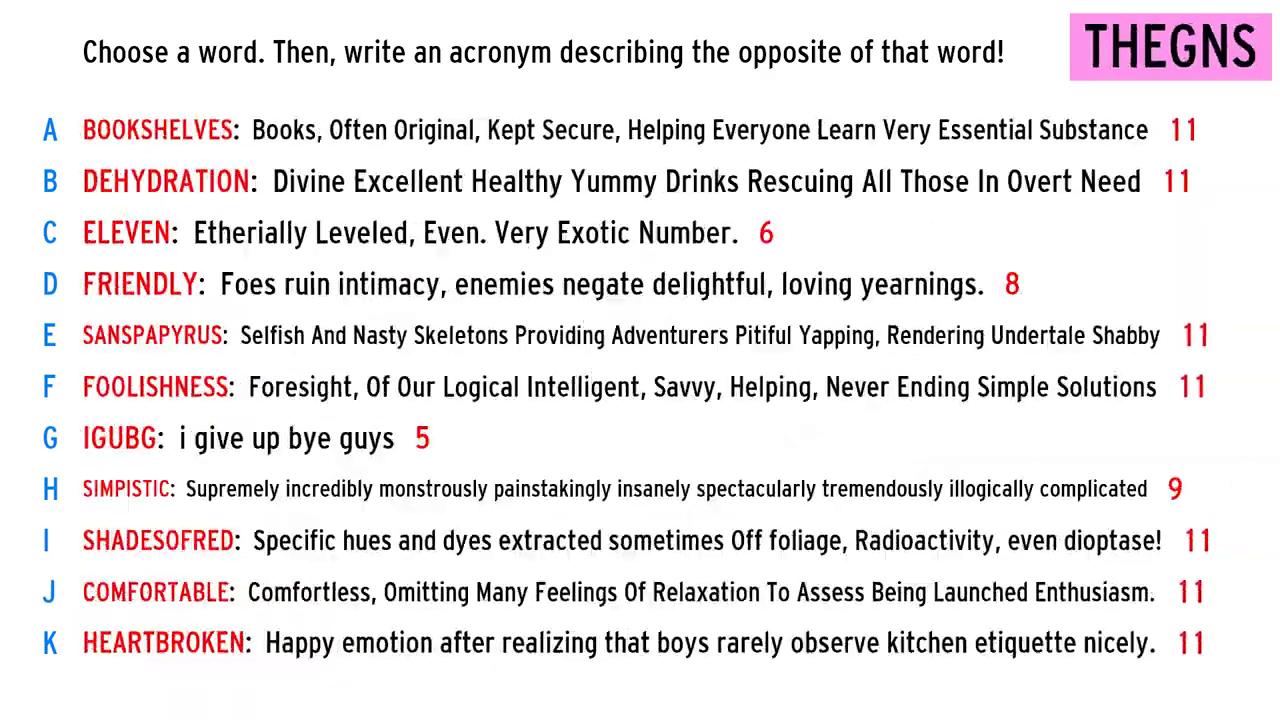 Choose a word. Then, write an acronym describing the opposite of that word!
THEGNS
A BOOKSHELVES: Books, Often Original, Kept Secure, Helping Everyone Learn Very Essential Substance 11
B DEHYDRATION: Divine Excellent Healthy Yummy Drinks Rescuing All Those In Overt Need 11
C ELEVEN: Etherially Leveled, Even. Very Exotic Number. 6
D FRIENDLY: Foes ruin intimacy, enemies negate delightful, loving yearnings. 8
E SANSPAPYRUS: Selfish And Nasty Skeletons Providing Adventurers Pitiful Yapping, Rendering Undertale Shabby 11
F FOOLISHNESS: Foresight, Of Our Logical Intelligent, Savvy, Helping, Never Ending Simple Solutions 11
G IGUBG: i give up bye guys 5
H SIMPISTIC: Supremely incredibly monstrously painstakingly insanely spectacularly tremendously illogically complicated 9
I SHADESOFRED: Specific hues and dyes extracted sometimes Off foliage, Radioactivity, even dioptase! 11
J COMFORTABLE: Comfortless, Omitting Many Feelings Of Relaxation To Assess Being Launched Enthusiasm. 11
K HEARTBROKEN: Happy emotion after realizing that boys rarely observe kitchen etiquette nicely. 11